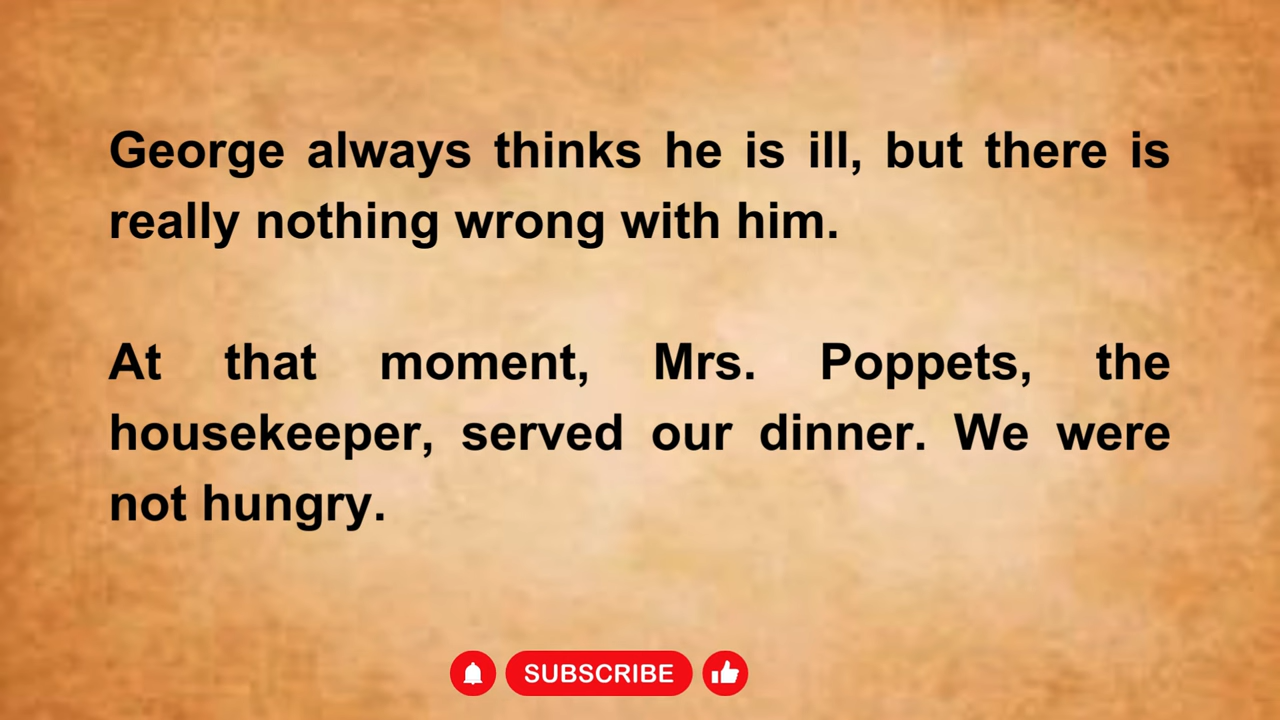 George always thinks he is ill, but there is
really nothing wrong with him.
At that moment, Mrs. Poppets, the
housekeeper, served our dinner. We were
not hungry.
SUBSCRIBE